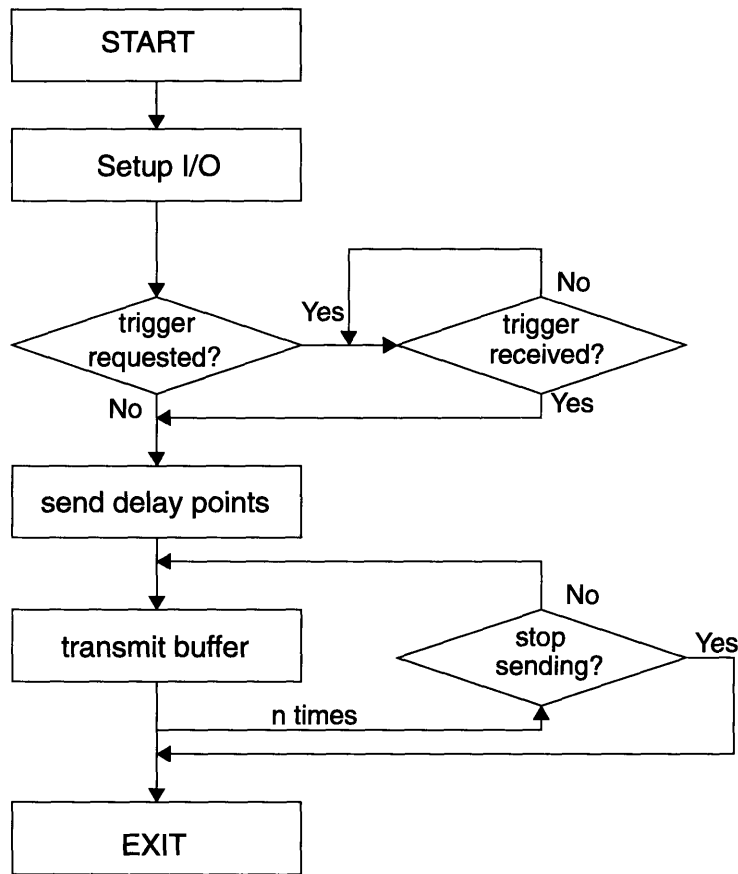 START
Setup I/O
No
Yes
trigger
requested?
trigger
received?
No
Yes
send delay points
No
transmit buffer
stop
sending?
Yes
n times
EXIT